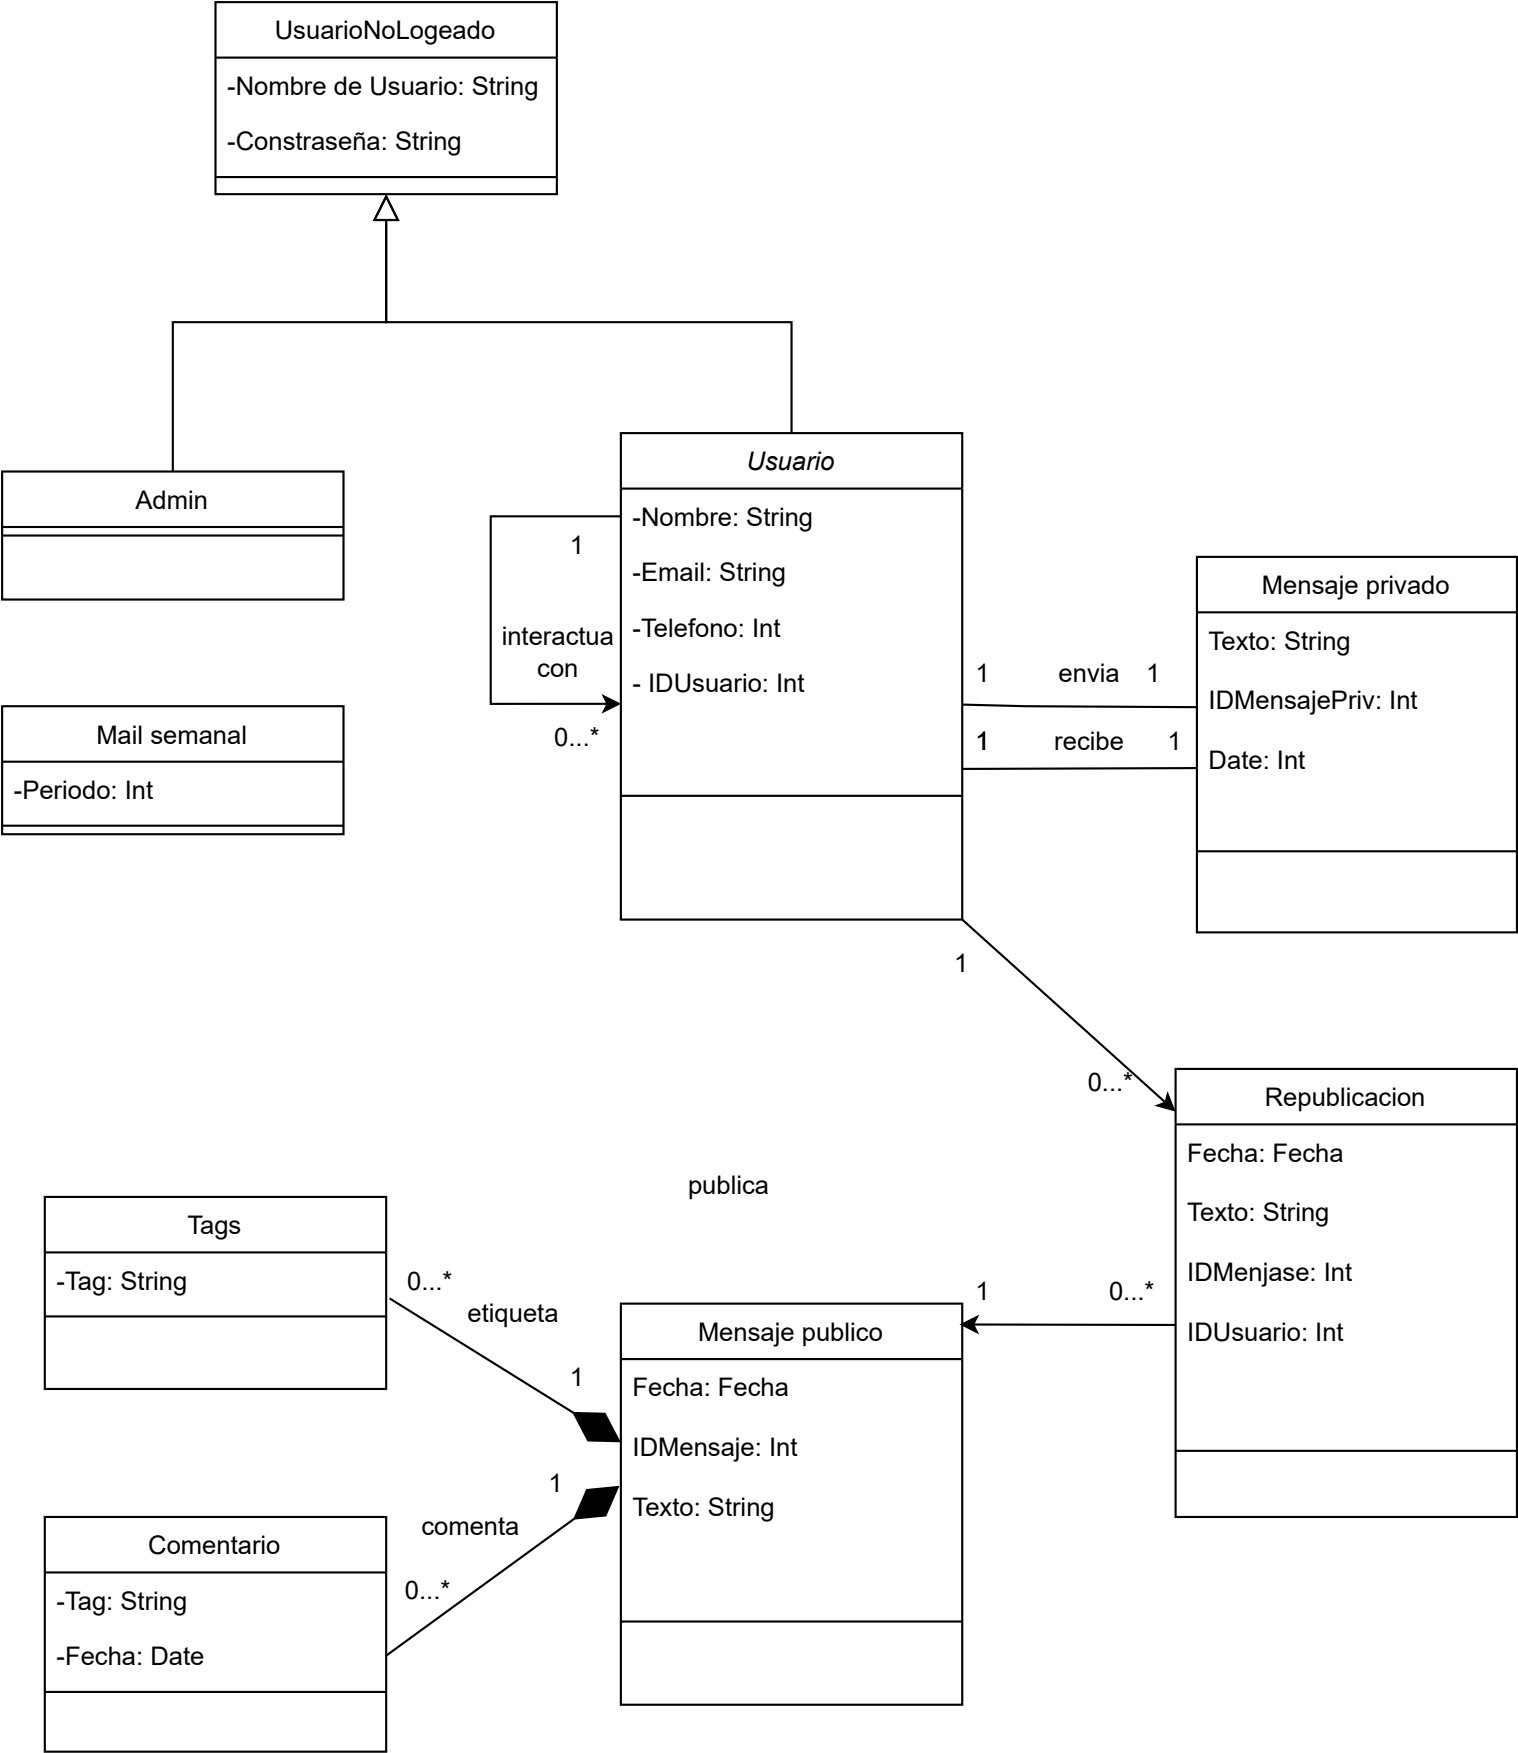 UsuarioNoLogeado
-Nombre de Usuario: String
-Constraseña: String
Usuario
-Nombre: String
-Email: String
-Telefono: Int
- IDUsuario: Int
1
interactua
con
0...*
Admin
Mail semanal
-Periodo: Int
Mensaje privado
Texto: String
IDMensajePriv: Int
Date: Int
1
envia
1
1
recibe
1
1
0...*
Republicacion
Fecha: Fecha
Texto: String
IDMenjase: Int
IDUsuario: Int
publica
Tags
-Tag: String
0...*
etiqueta
1
1
0...*
Mensaje publico
Fecha: Fecha
IDMensaje: Int
Texto: String
1
comenta
0...*
Comentario
-Tag: String
-Fecha: Date